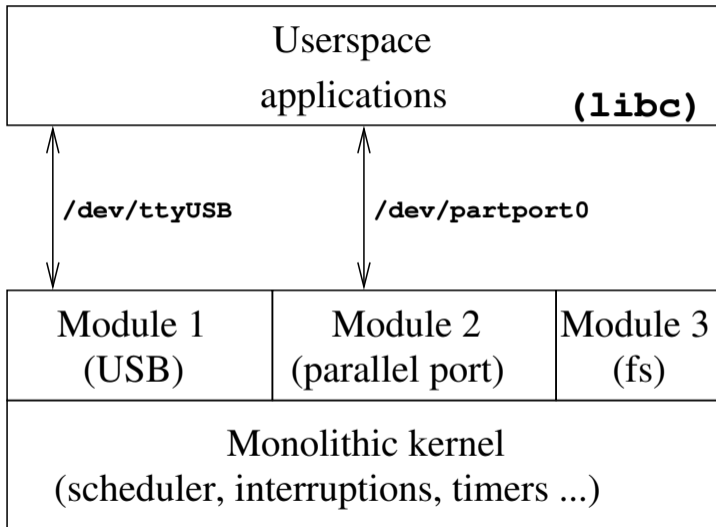 Userspace
applications
(libc)
/dev/ttyUSB
/dev/partport0
Module 1
(USB)
Module 2
(parallel port)
Module 3
(fs)
Monolithic kernel
(scheduler, interruptions, timers ...)